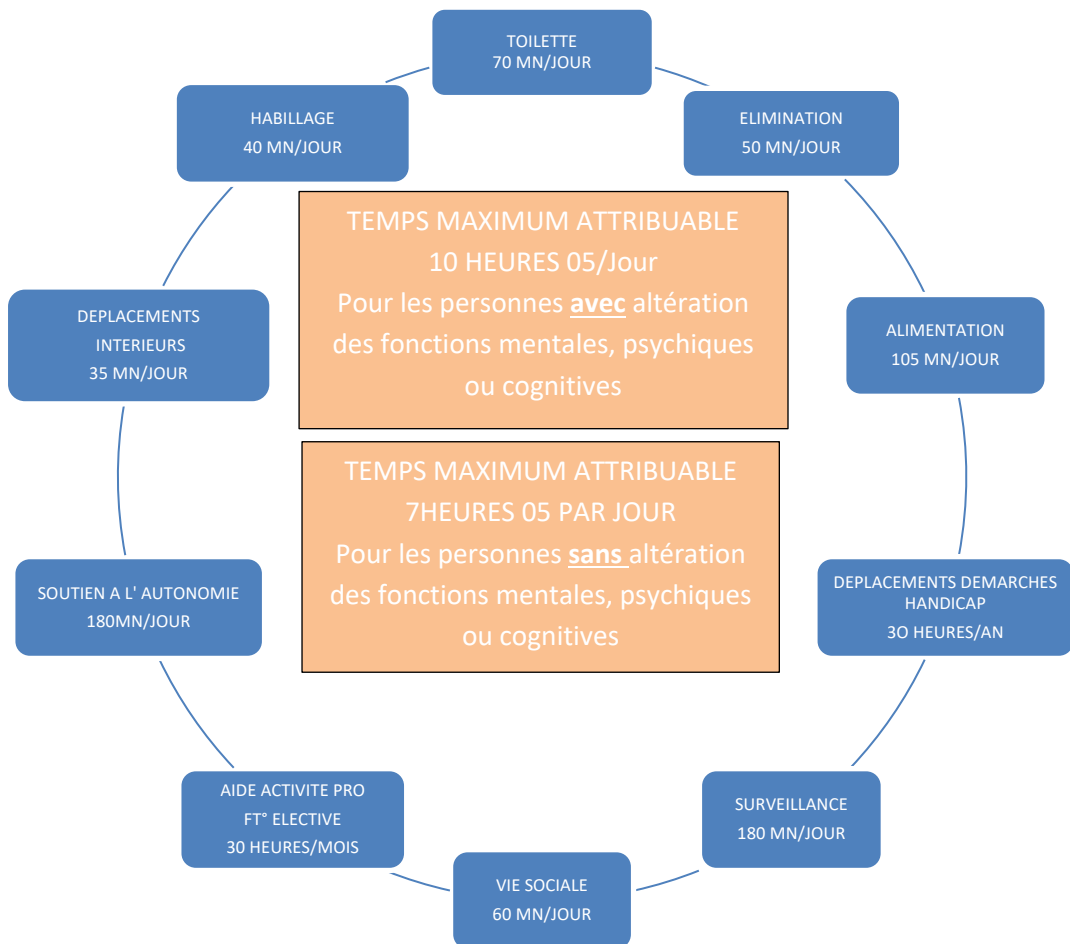 TOILETTE
70 MN/JOUR
ELIMINATION
50 MN/JOUR
ALIMENTATION
105 MN/JOUR
DEPLACEMENTS DEMARCHES
HANDICAP
3O HEURES/AN
SURVEILLANCE
180 MN/JOUR
VIE SOCIALE
60 MN/JOUR
AIDE ACTIVITE PRO
FT° ELECTIVE
30 HEURES/MOIS
SOUTIEN A L' AUTONOMIE
180MN/JOUR
DEPLACEMENTS
INTERIEURS
35 MN/JOUR
HABILLAGE
40 MN/JOUR
TEMPS MAXIMUM ATTRIBUABLE
10 HEURES 05/Jour
Pour les personnes avec altération
des fonctions mentales, psychiques
ou cognitives
TEMPS MAXIMUM ATTRIBUABLE
7HEURES 05 PAR JOUR
Pour les personnes sans altération
des fonctions mentales, psychiques
ou cognitives